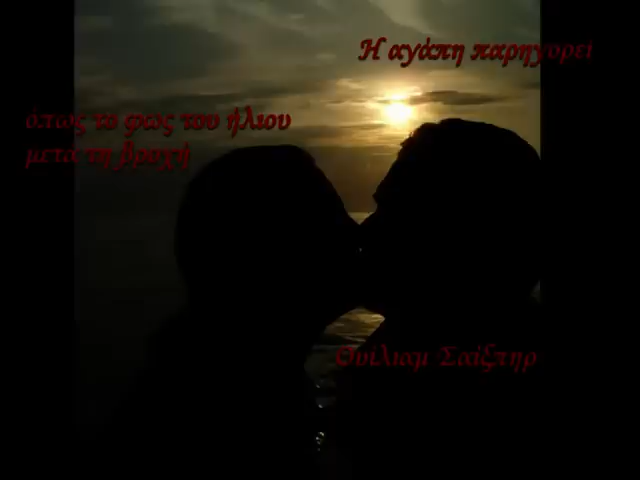 Η αγάπη παρηγορεί
όπως το φως του ήλιου
μετά τη βροχή
Ουίλιαμ Σαίξπηρ